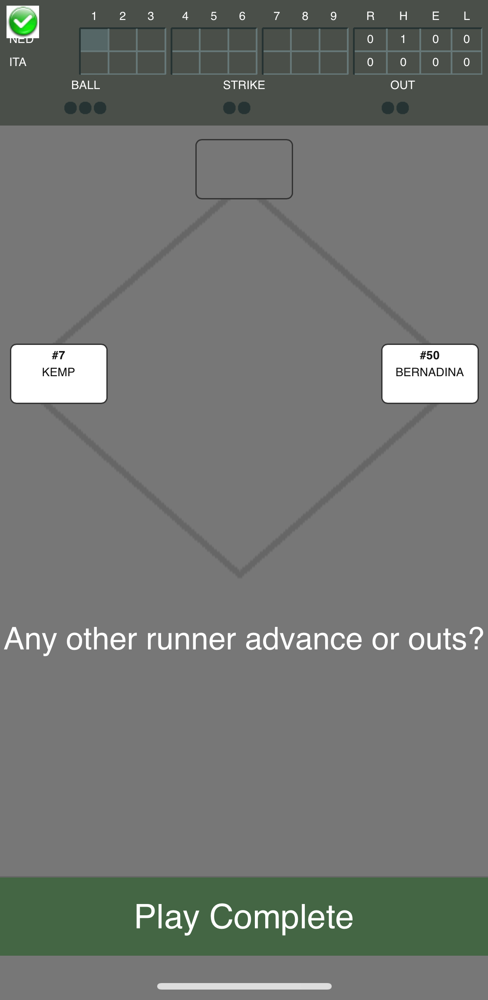 1 2 3 4 5 6 7 8 9 R H E L
NED 0 1 0 0
ITA 0 0 0 0
BALL STRIKE OUT
#7
KEMP
#50
BERNADINA
Any other runner advance or outs?
Play Complete